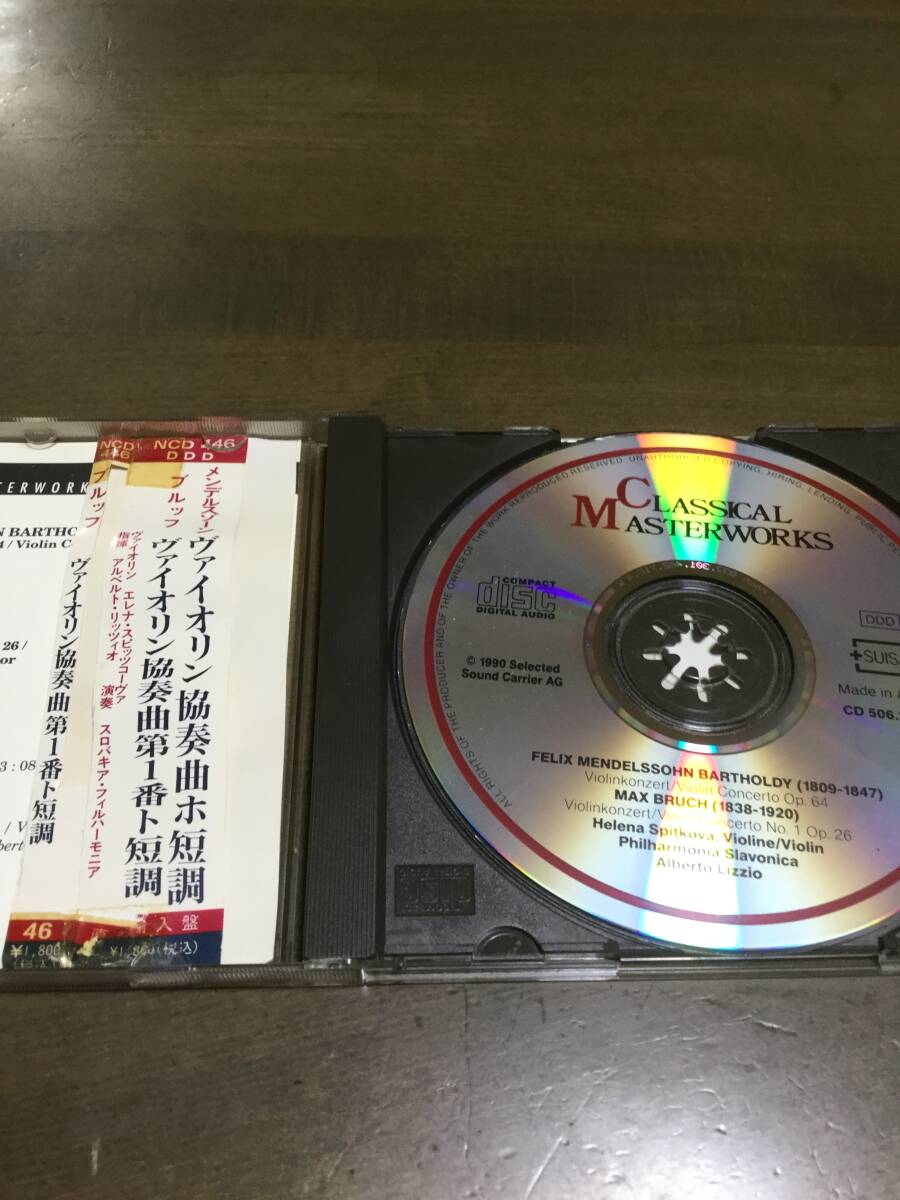 TERWORK
N BARTHO
4 / Violin C
26 /
or
3 : 08
/ V
bert
NCD
446
ブルッフ
ヴァイオリン協奏曲第1番ト短調
46
¥1,800
NCD 446
D D D
メンデルスゾーン ヴァイオリン協奏曲ホ短調
ブルッフ ヴァイオリン協奏曲第1番ト短調
ヴァイオリン エレナ・スピッツコーヴァ
指揮 アルベルト・リッツィオ 演奏 スロバキア・フィルハーモニア
入盤
(税込)
ALL RIGHTS OF THE PRODUCER AND OF THE OWNER OF THE WORK REPRODUCED RESERVED. UNAUTHORISED COPYING, HIRING, LENDING, PUBLIC
CLASSICAL
MASTERWORKS
COMPACT
disc
DIGITAL AUDIO
DDD
© 1990 Selected
Sound Carrier AG
SUIS
Made in
CD 506.
FELIX MENDELSSOHN BARTHOLDY (1809-1847)
Violinkonzert/Violin Concerto Op. 64
MAX BRUCH (1838-1920)
Violinkonzert/Violin Concerto No. 1 Op. 26
Helena Spitkova, Violine/Violin
Philharmonia Slavonica
Alberto Lizzio